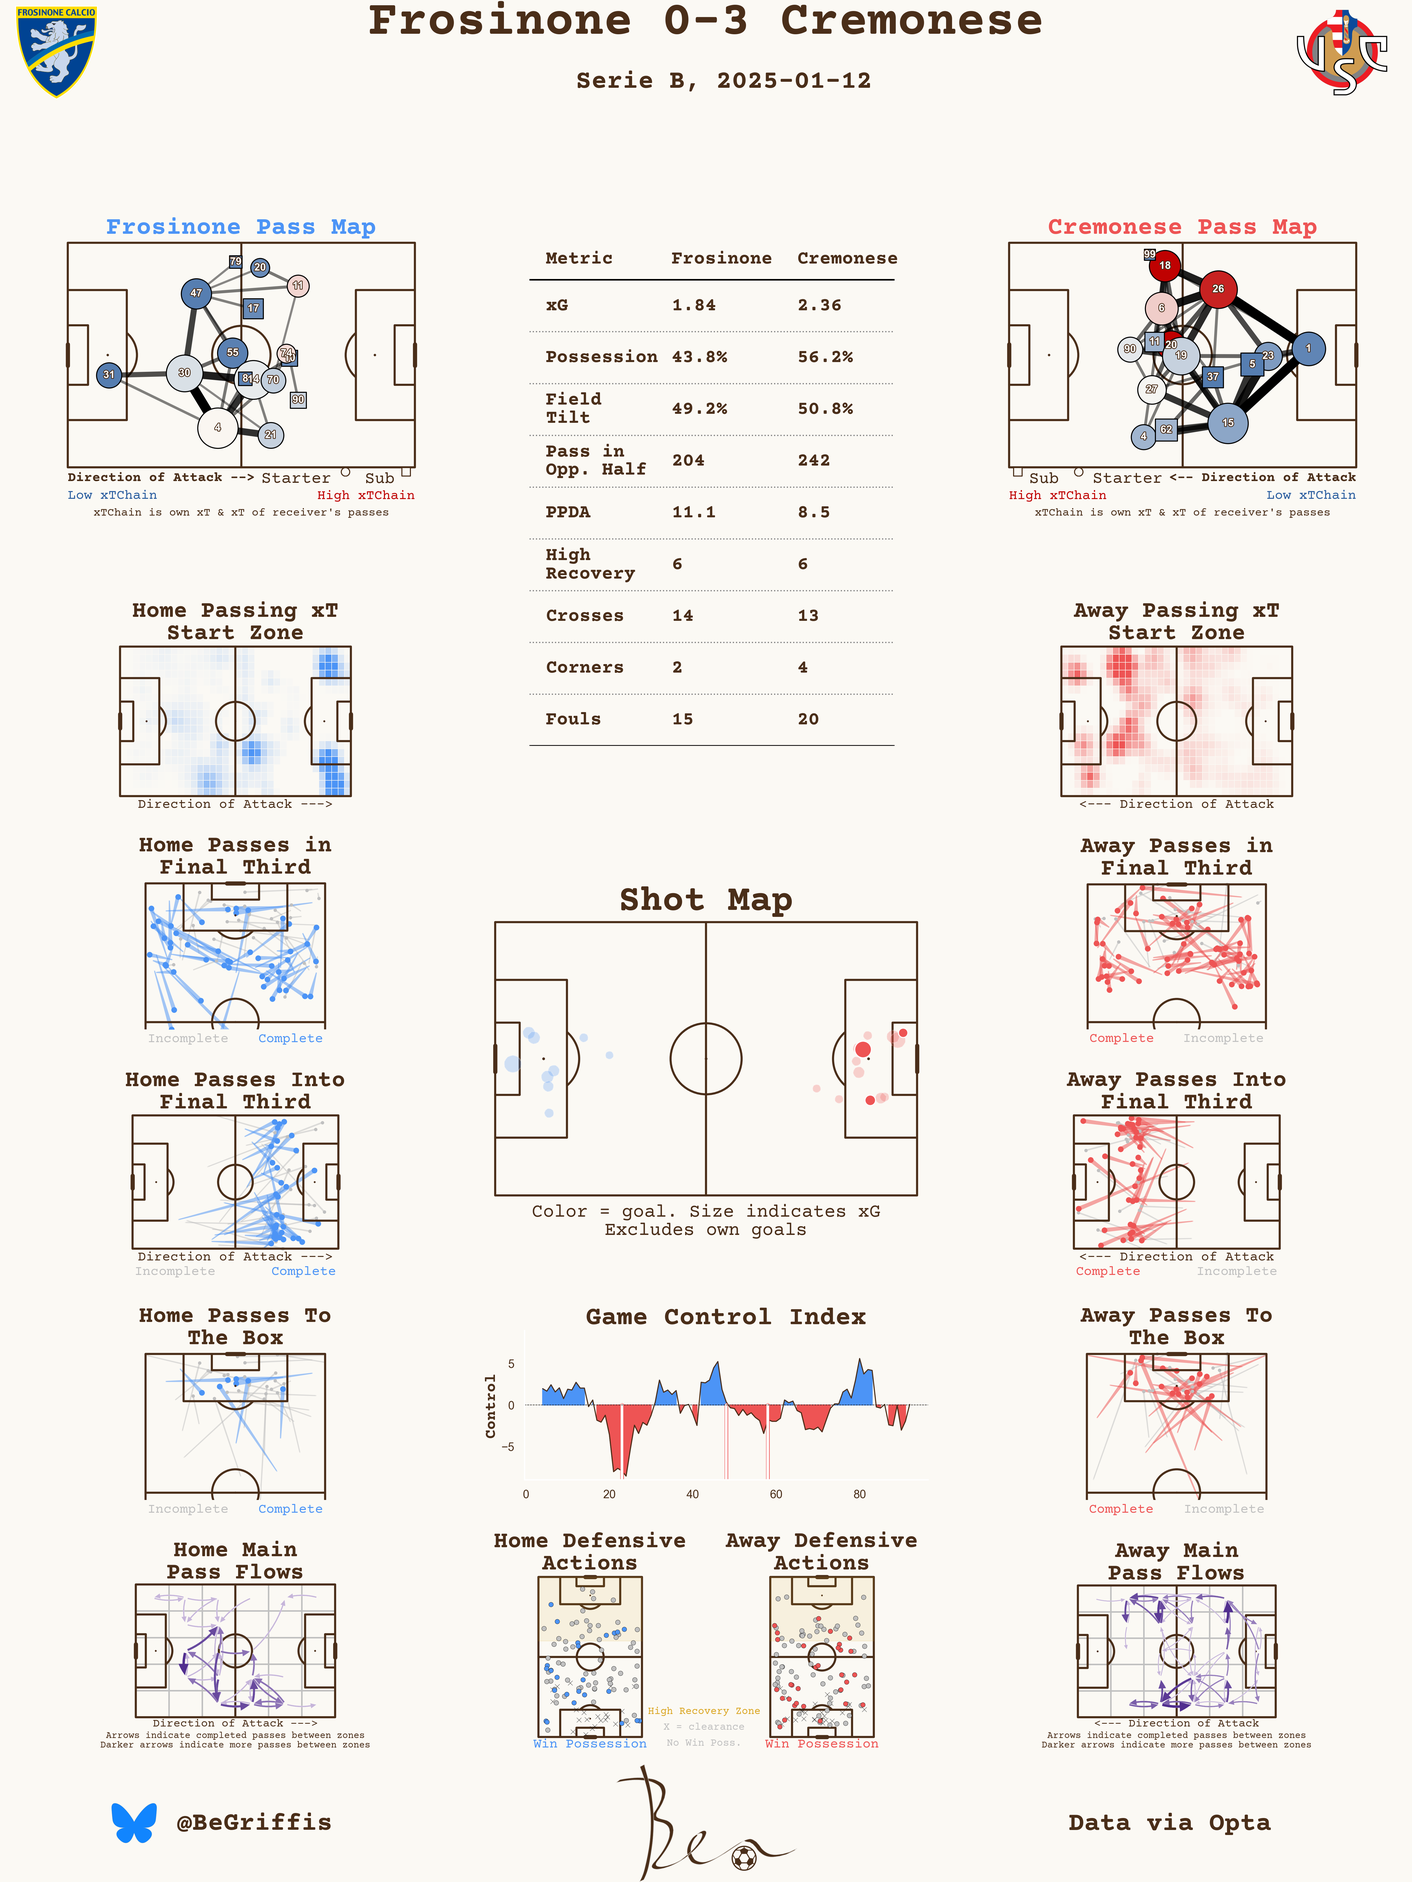 Frosinone 0-3 Cremonese
Serie B, 2025-01-12
FROSINONE CALCIO
USC
Frosinone Pass Map
79
20
11
47
17
55
74
31
30
8
14
70
90
4
21
Direction of Attack --> Starter Sub
Low xTChain High xTChain
xTChain is own xT & xT of receiver's passes
Metric Frosinone Cremonese
xG 1.84 2.36
Possession 43.8% 56.2%
Field
Tilt 49.2% 50.8%
Pass in
Opp. Half 204 242
PPDA 11.1 8.5
High
Recovery 6 6
Crosses 14 13
Corners 2 4
Fouls 15 20
Cremonese Pass Map
99
18
26
6
11
20
90
19
23
1
5
37
27
15
4
62
Sub Starter <-- Direction of Attack
High xTChain Low xTChain
xTChain is own xT & xT of receiver's passes
Home Passing xT
Start Zone
Direction of Attack --->
Away Passing xT
Start Zone
<--- Direction of Attack
Home Passes in
Final Third
Incomplete Complete
Away Passes in
Final Third
Complete Incomplete
Shot Map
Color = goal. Size indicates xG
Excludes own goals
Home Passes Into
Final Third
Direction of Attack --->
Incomplete Complete
Away Passes Into
Final Third
<--- Direction of Attack
Complete Incomplete
Home Passes To
The Box
Incomplete Complete
Game Control Index
Control
5
0
−5
0 20 40 60 80
Away Passes To
The Box
Complete Incomplete
Home Main
Pass Flows
Direction of Attack --->
Arrows indicate completed passes between zones
Darker arrows indicate more passes between zones
Home Defensive
Actions
Win Possession
Away Defensive
Actions
Win Possession
High Recovery Zone
X = clearance
No Win Poss.
Away Main
Pass Flows
<--- Direction of Attack
Arrows indicate completed passes between zones
Darker arrows indicate more passes between zones
@BeGriffis
Ben
Data via Opta